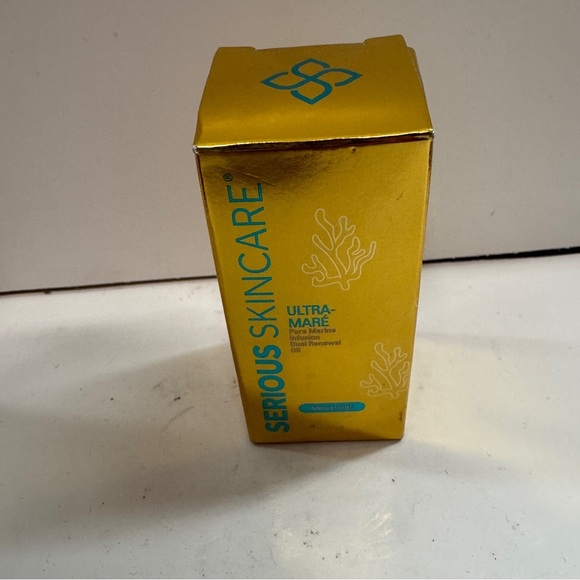 SERIOUS SKINCARE®
ULTRA-
MARÉ
Pure Marine
Infusion
Dual Renewal
Oil